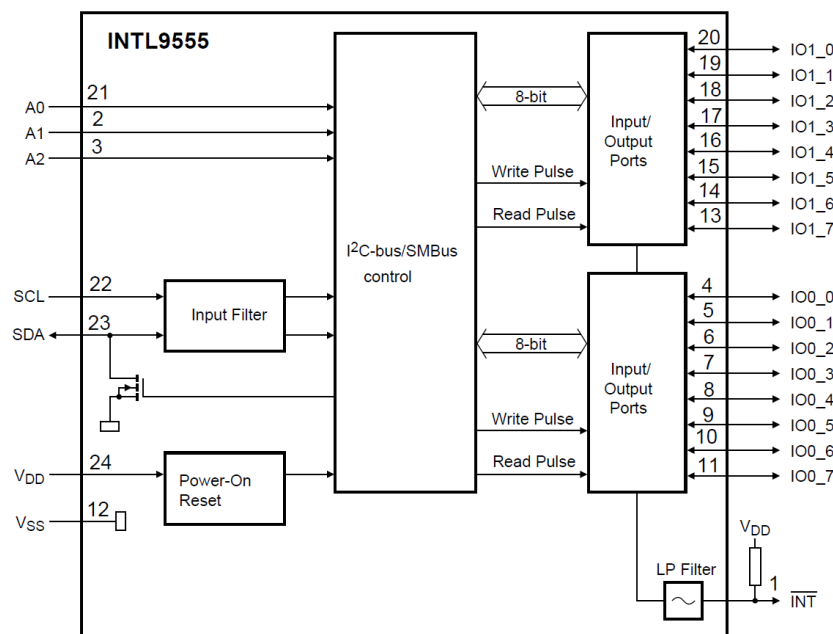 INTL9555
A0
21
A1
2
A2
3
SCL
22
SDA
23
Input Filter
VDD
24
VSS
12
Power-On
Reset
I²C-bus/SMBus
control
8-bit
Write Pulse
Read Pulse
Input/
Output
Ports
20
IO1_0
19
IO1_1
18
IO1_2
17
IO1_3
16
IO1_4
15
IO1_5
14
IO1_6
13
IO1_7
8-bit
Write Pulse
Read Pulse
Input/
Output
Ports
4
IO0_0
5
IO0_1
6
IO0_2
7
IO0_3
8
IO0_4
9
IO0_5
10
IO0_6
11
IO0_7
LP Filter
VDD
1
INT